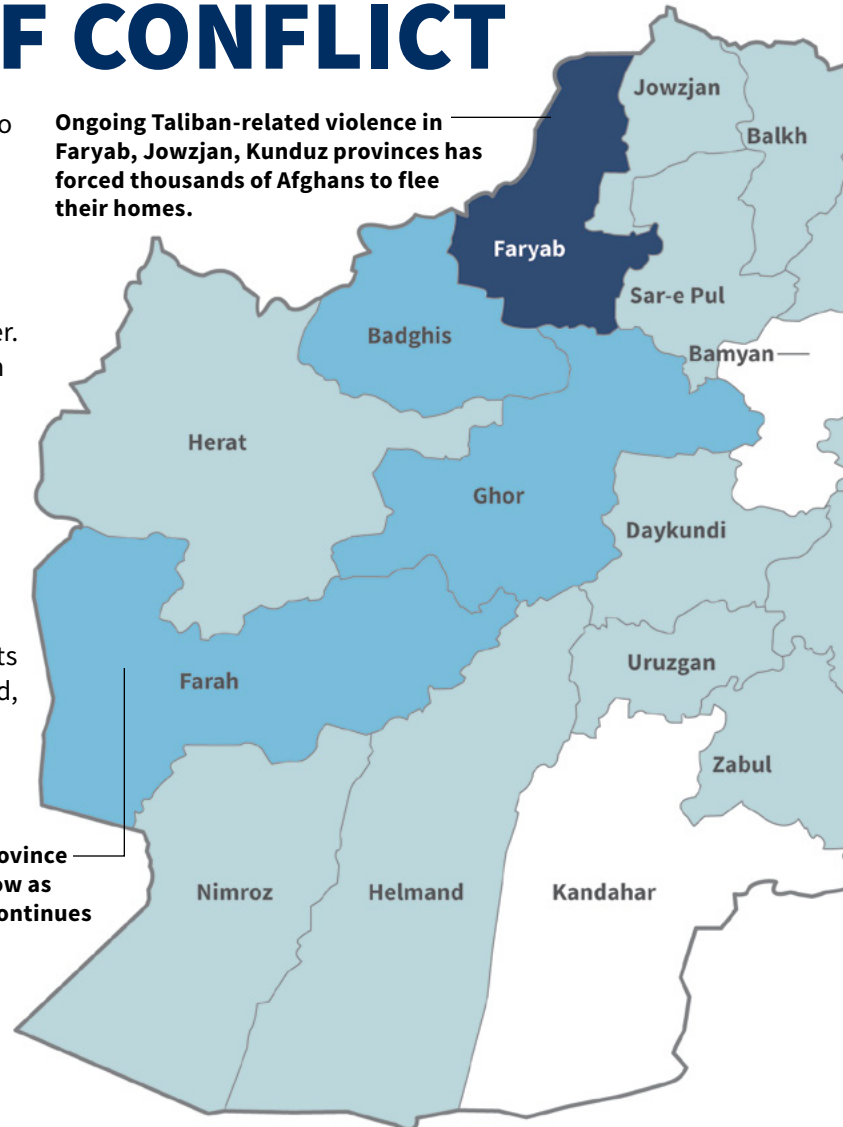 F CONFLICT
o
Ongoing Taliban-related violence in
Faryab, Jowzjan, Kunduz provinces has
forced thousands of Afghans to flee
their homes.
Jowzjan
Balkh
Faryab
Sar-e Pul
er.
Badghis
Bamyan
Herat
Ghor
Daykundi
ts
d,
Uruzgan
Farah
Zabul
ovince
ow as
ontinues
Nimroz
Helmand
Kandahar